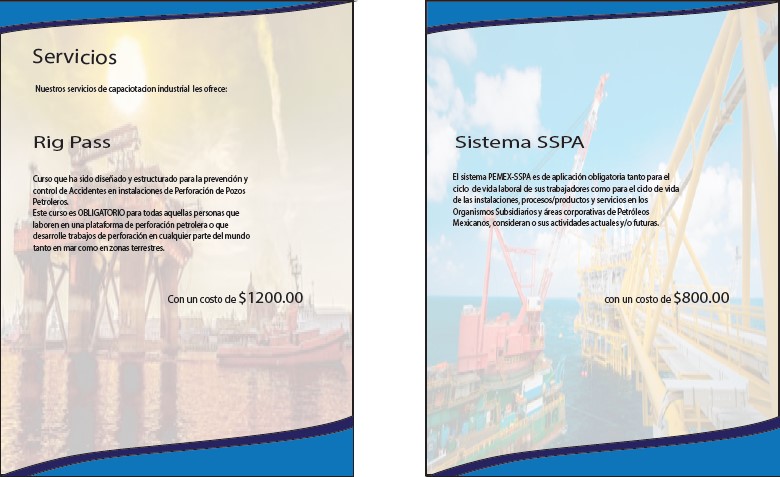 Servicios
Nuestros servicios de capaciotacion industrial les ofrece:
Rig Pass
Curso que ha sido diseñado y estructurado para la prevención y
control de Accidentes en instalaciones de Perforación de Pozos
Petroleros.
Este curso es OBLIGATORIO para todas aquellas personas que
laboren en una plataforma de perforación petrolera o que
desarrolle trabajos de perforación en cualquier parte del mundo
tanto en mar como en zonas terrestres.
Con un costo de $1200.00
Sistema SSPA
El sistema PEMEX-SSPA es de aplicación obligatoria tanto para el
ciclo de vida laboral de sus trabajadores como para el ciclo de vida
de las instalaciones, procesos/productos y servicios en los
Organismos Subsidiarios y áreas corporativas de Petróleos
Mexicanos, consideran o sus actividades actuales y/o futuras.
con un costo de $800.00